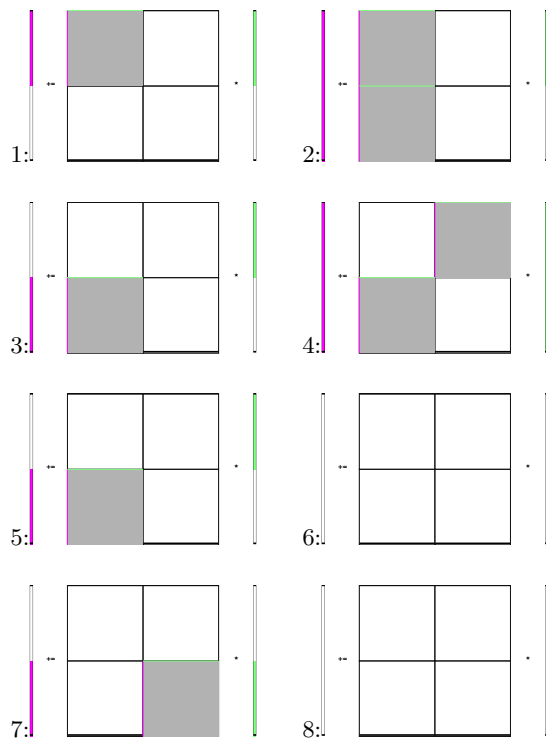 += * += *
1: 2:
+= * += *
3: 4:
+= * += *
5: 6:
+= * += *
7: 8: